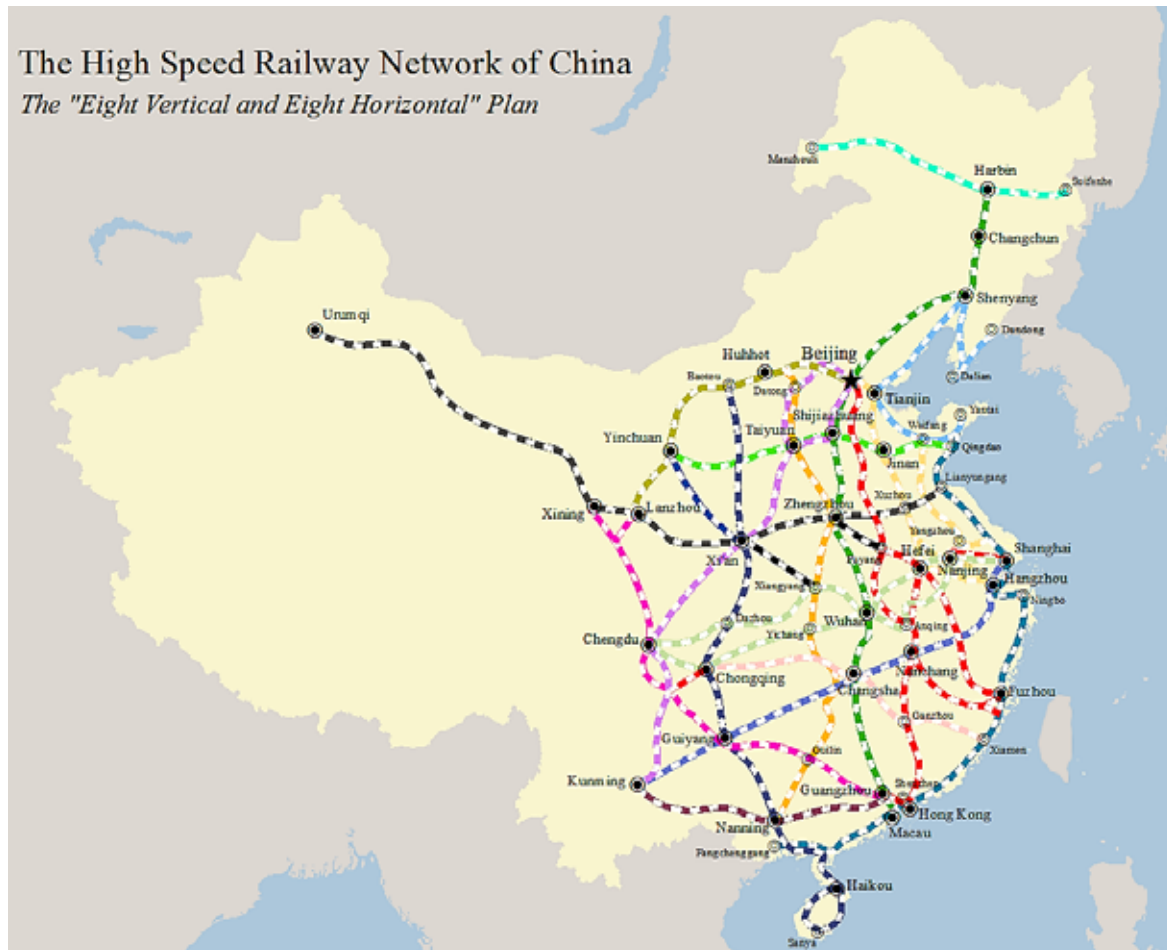 The High Speed Railway Network of China
The "Eight Vertical and Eight Horizontal" Plan
Harbin
Suifenhe
Changchun
Shenyang
Urumqi
Dandong
Beijing
Huhhot
Baotou
Datong
Dalian
Tianjin
Yantai
Shijiazhuang
Taiyuan
Weifang
Qingdao
Yinchuan
Jinan
Lianyungang
Xuzhou
Zhengzhou
Xining
Lanzhou
Yangzhou
Xi'an
Fuyang
Hefei
Shanghai
Nanjing
Hangzhou
Xiangyang
Ningbo
Wuhan
Anqing
Yichang
Chengdu
Chongqing
Nanchang
Changsha
Fuzhou
Ganzhou
Guiyang
Xiamen
Kunming
Guilin
Guangzhou
Shenzhen
Hong Kong
Nanning
Macau
Fangchenggang
Haikou
Sanya